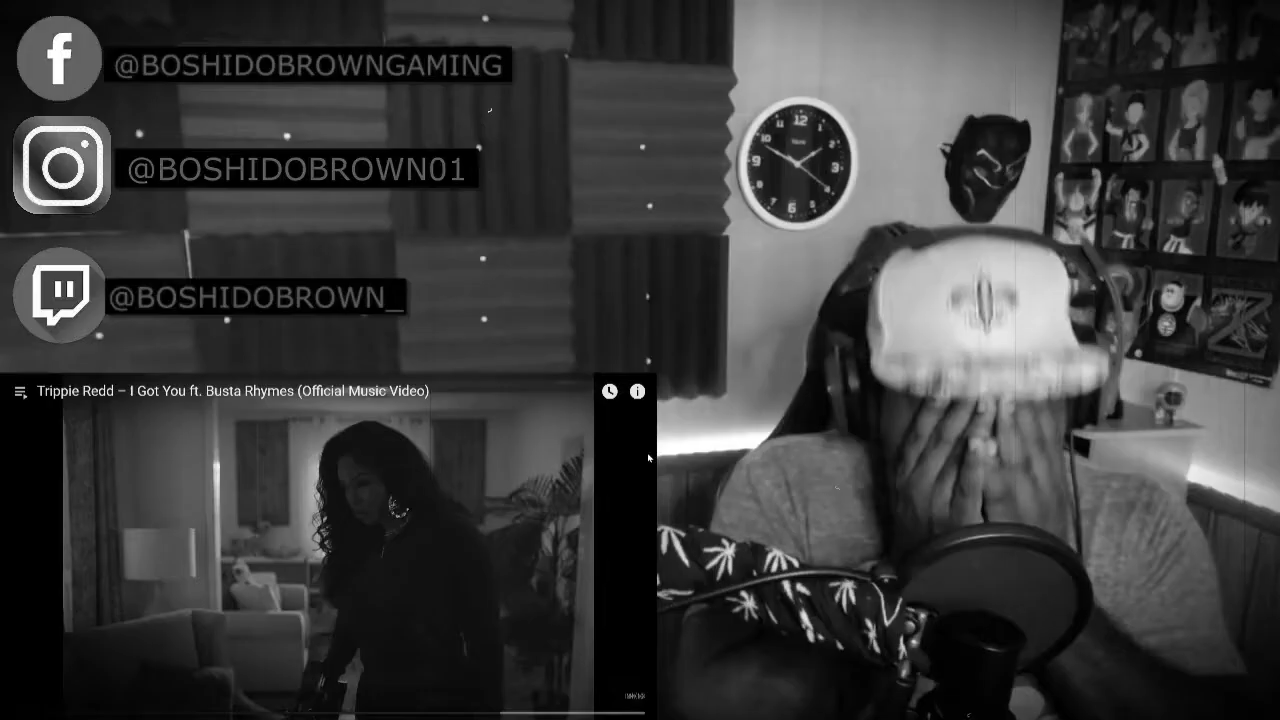 @BOSHIDOBROWNGAMING
@BOSHIDOBROWN01
@BOSHIDOBROWN_
Trippie Redd – I Got You ft. Busta Rhymes (Official Music Video)